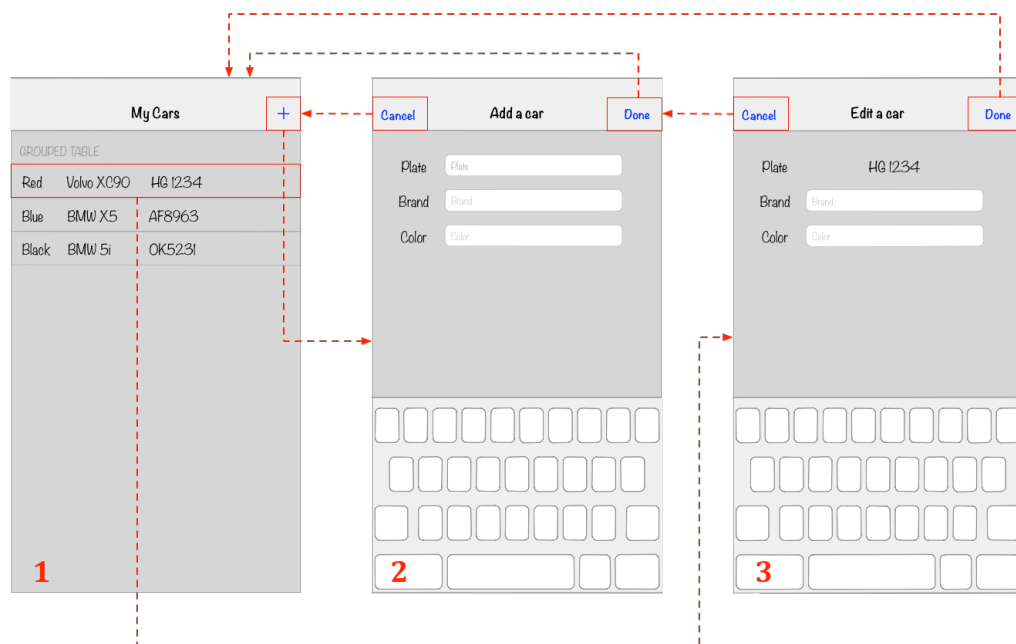 My Cars
+
GROUPED TABLE
Red Volvo XC90 HG 1234
Blue BMW X5 AF8963
Black BMW 5i OK5231
1
Cancel Add a car Done
Plate Plate
Brand Brand
Color Color
2
Cancel Edit a car Done
Plate HG 1234
Brand Brand
Color Color
3